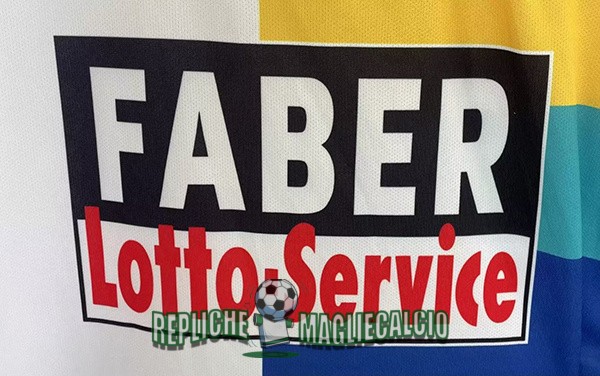 FABER
Lotto-Service
REPLICHE MAGLIECALCIO